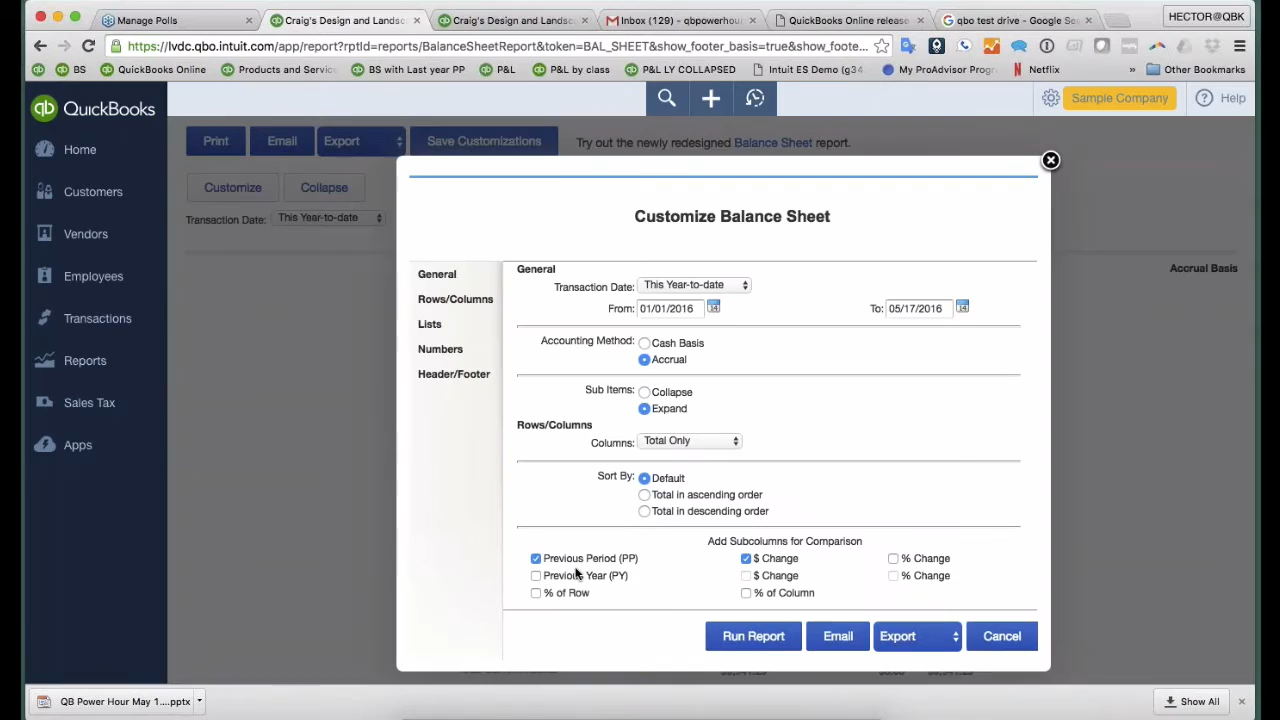 Manage Polls
Craig's Design and Landsc
Craig's Design and Landsc
Inbox (129) - qbpowerhou
QuickBooks Online release
qbo test drive - Google Se
HECTOR@QBK
https://lvdc.qbo.intuit.com/app/report?rptId=reports/BalanceSheetReport&token=BAL_SHEET&show_footer_basis=true&show_foote...
BS
QuickBooks Online
Products and Servic
BS with Last year PP
P&L
P&L by class
P&L LY COLLAPSED
Intuit ES Demo (g34
My ProAdvisor Progr
Netflix
»
Other Bookmarks
qb QuickBooks
Sample Company
Help
Home
Customers
Vendors
Employees
Transactions
Reports
Sales Tax
Apps
Print
Email
Export
Save Customizations
Try out the newly redesigned Balance Sheet report.
Customize
Collapse
Transaction Date: This Year-to-date
Accrual Basis
Customize Balance Sheet
General
Rows/Columns
Lists
Numbers
Header/Footer
General
Transaction Date: This Year-to-date
From: 01/01/2016
To: 05/17/2016
Accounting Method: Cash Basis
Accrual
Sub Items: Collapse
Expand
Rows/Columns
Columns: Total Only
Sort By: Default
Total in ascending order
Total in descending order
Add Subcolumns for Comparison
Previous Period (PP) $ Change % Change
Previous Year (PY) $ Change % Change
% of Row % of Column
Run Report
Email
Export
Cancel
QB Power Hour May 1....pptx
Show All